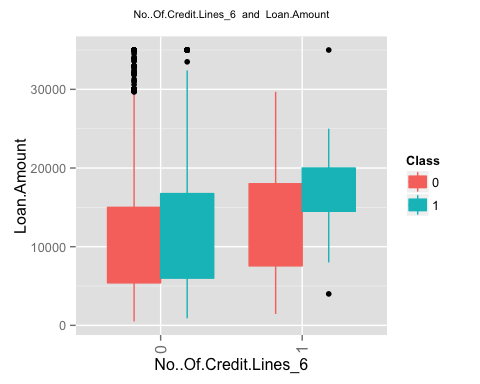 No..Of.Credit.Lines_6 and Loan.Amount
Loan.Amount
30000
20000
10000
0
0
1
No..Of.Credit.Lines_6
Class
0
1